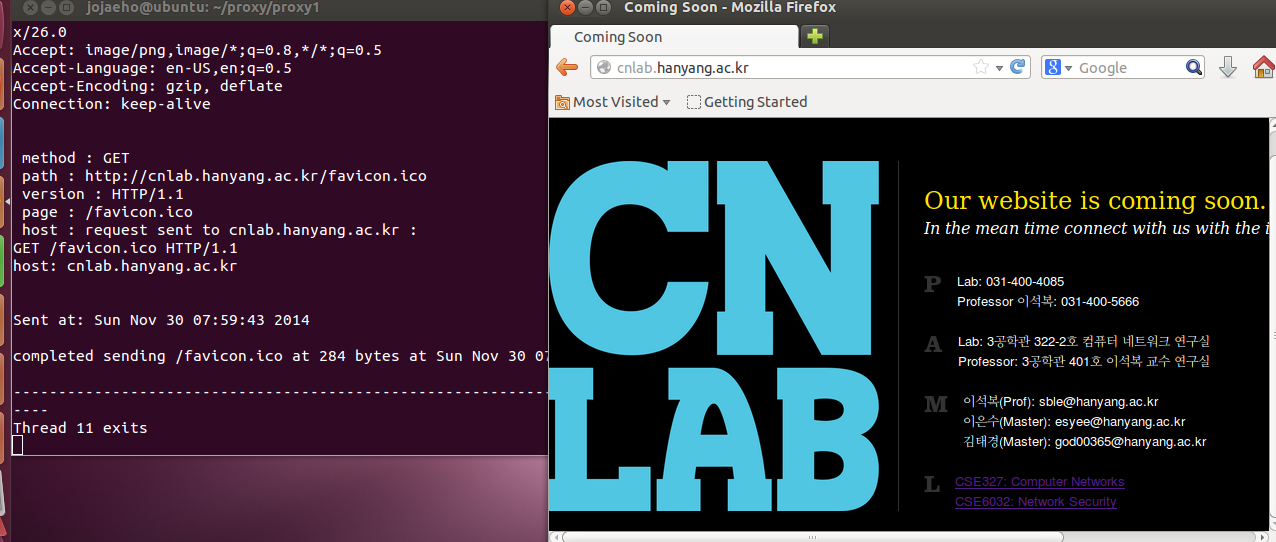 jojaeho@ubuntu: ~/proxy/proxy1
x/26.0
Accept: image/png,image/*;q=0.8,*/*;q=0.5
Accept-Language: en-US,en;q=0.5
Accept-Encoding: gzip, deflate
Connection: keep-alive
method : GET
path : http://cnlab.hanyang.ac.kr/favicon.ico
version : HTTP/1.1
page : /favicon.ico
host : request sent to cnlab.hanyang.ac.kr :
GET /favicon.ico HTTP/1.1
host: cnlab.hanyang.ac.kr
Sent at: Sun Nov 30 07:59:43 2014
completed sending /favicon.ico at 284 bytes at Sun Nov 30 07
------------------------------------------------------------
----
Thread 11 exits
Coming Soon - Mozilla Firefox
Coming Soon
cnlab.hanyang.ac.kr
Google
Most Visited
Getting Started
CN
LAB
Our website is coming soon.
In the mean time connect with us with the i
P
Lab: 031-400-4085
Professor 이석복: 031-400-5666
A
Lab: 3공학관 322-2호 컴퓨터 네트워크 연구실
Professor: 3공학관 401호 이석복 교수 연구실
M
이석복(Prof): sblee@hanyang.ac.kr
이은수(Master): esyee@hanyang.ac.kr
김태경(Master): god00365@hanyang.ac.kr
L
CSE327: Computer Networks
CSE6032: Network Security